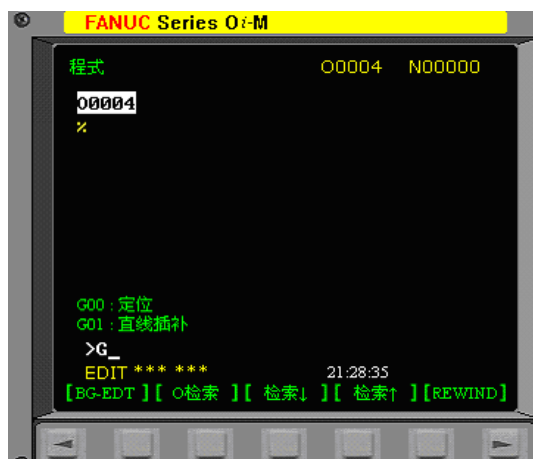 FANUC Series Oi-M
程式 O0004 N00000
O0004
%
G00 : 定位
G01 : 直线插补
>G_
EDIT *** *** 21:28:35
[BG-EDT ][ O检索 ][ 检索↓ ][ 检索↑ ][REWIND]